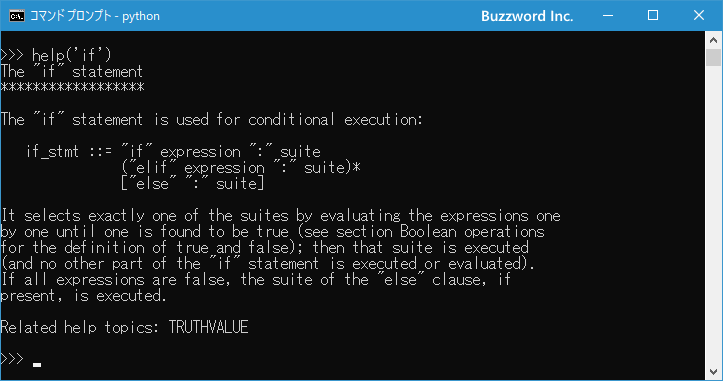 コマンドプロンプト - python
Buzzword Inc.
>>> help('if')
The "if" statement
******************
The "if" statement is used for conditional execution:
if_stmt ::= "if" expression ":" suite
("elif" expression ":" suite)*
["else" ":" suite]
It selects exactly one of the suites by evaluating the expressions one
by one until one is found to be true (see section Boolean operations
for the definition of true and false); then that suite is executed
(and no other part of the "if" statement is executed or evaluated).
If all expressions are false, the suite of the "else" clause, if
present, is executed.
Related help topics: TRUTHVALUE
>>> _